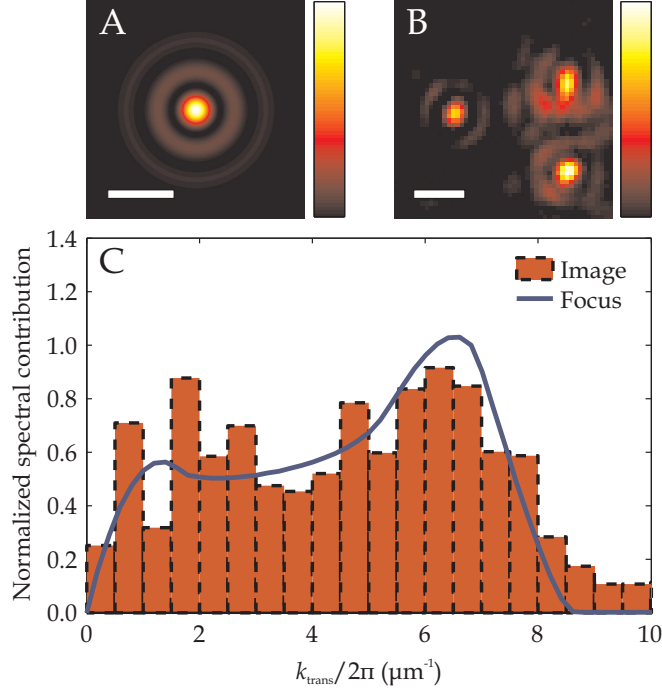 A
B
C
Image
Focus
Normalized spectral contribution
1.4
1.2
1.0
0.8
0.6
0.4
0.2
0.0
0 2 4 6 8 10
k_trans/2π (µm⁻¹)